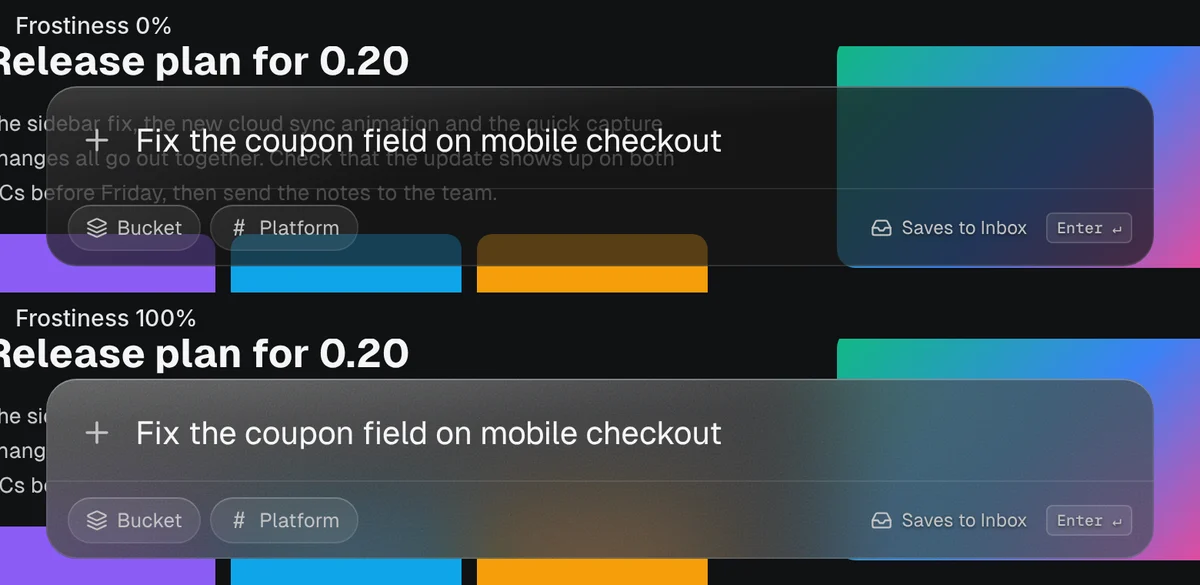 Frostiness 0%
Release plan for 0.20
he sidebar fix, the new cloud sync animation and the quick capture
Fix the coupon field on mobile checkout
hanges all go out together. Check that the update shows up on both
Cs before Friday, then send the notes to the team.
Bucket
# Platform
Saves to Inbox
Enter ↵
Frostiness 100%
Release plan for 0.20
he sid
Fix the coupon field on mobile checkout
hang
Cs be
Bucket
# Platform
Saves to Inbox
Enter ↵